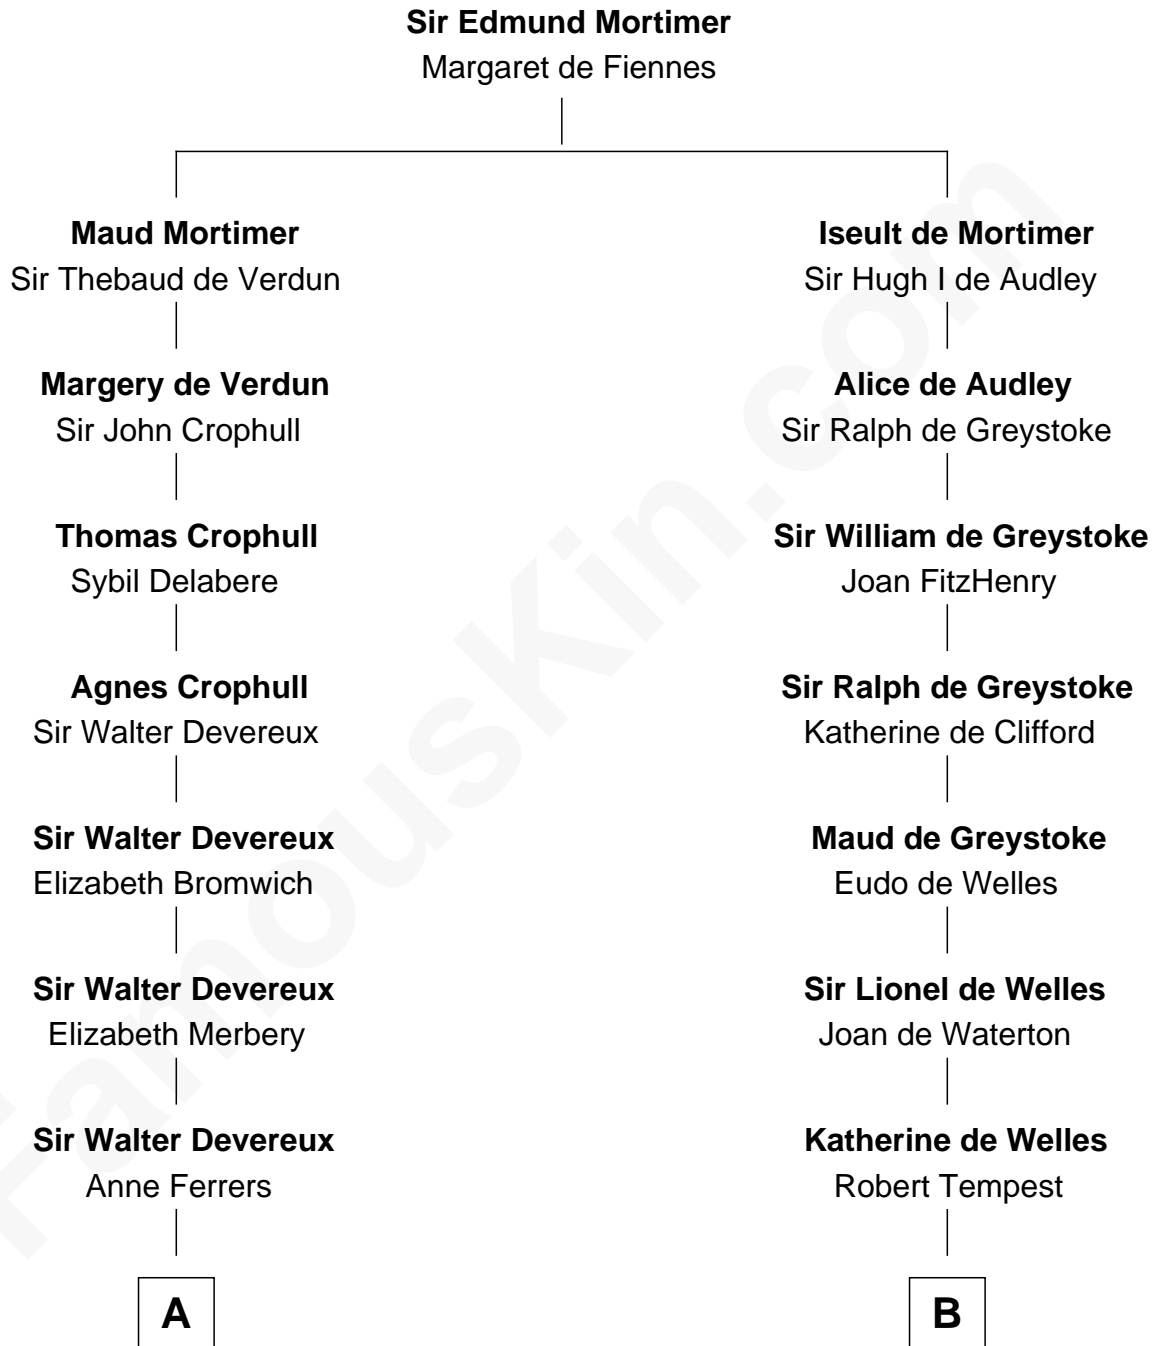 Sir Edmund Mortimer
Margaret de Fiennes
Maud Mortimer
Sir Thebaud de Verdun
Iseult de Mortimer
Sir Hugh I de Audley
Margery de Verdun
Sir John Crophull
Alice de Audley
Sir Ralph de Greystoke
Thomas Crophull
Sybil Delabere
Sir William de Greystoke
Joan FitzHenry
Agnes Crophull
Sir Walter Devereux
Sir Ralph de Greystoke
Katherine de Clifford
Sir Walter Devereux
Elizabeth Bromwich
Maud de Greystoke
Eudo de Welles
Sir Walter Devereux
Elizabeth Merbery
Sir Lionel de Welles
Joan de Waterton
Sir Walter Devereux
Anne Ferrers
Katherine de Welles
Robert Tempest
A
B
FamousKin.com